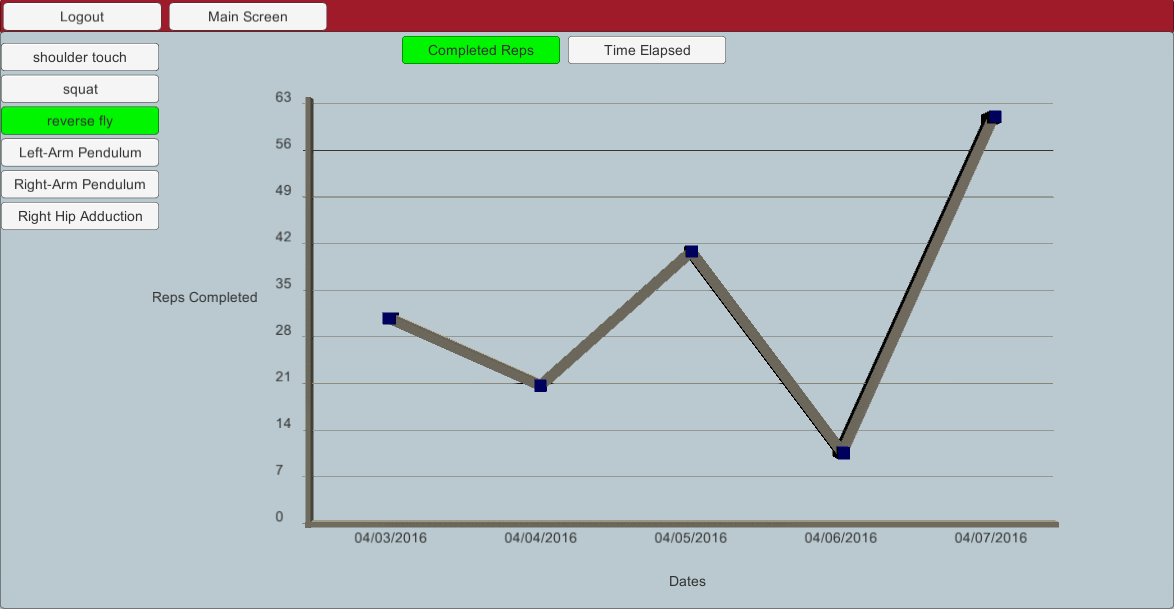 Logout
Main Screen
Completed Reps
Time Elapsed
shoulder touch
squat
reverse fly
Left-Arm Pendulum
Right-Arm Pendulum
Right Hip Adduction
63
56
49
42
35
Reps Completed
28
21
14
7
0
04/03/2016 04/04/2016 04/05/2016 04/06/2016 04/07/2016
Dates